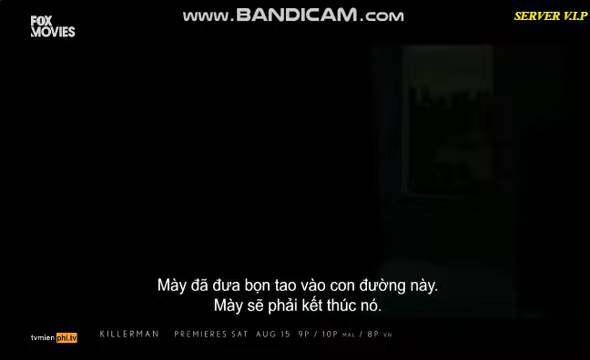 www.BANDICAM.com
SERVER V.I.P
FOX
MOVIES
Mày đã đưa bọn tao vào con đường này.
Mày sẽ phải kết thúc nó.
tvmienphi.tv
KILLERMAN PREMIERES SAT AUG 15 9P / 10P MAL / 8P VN